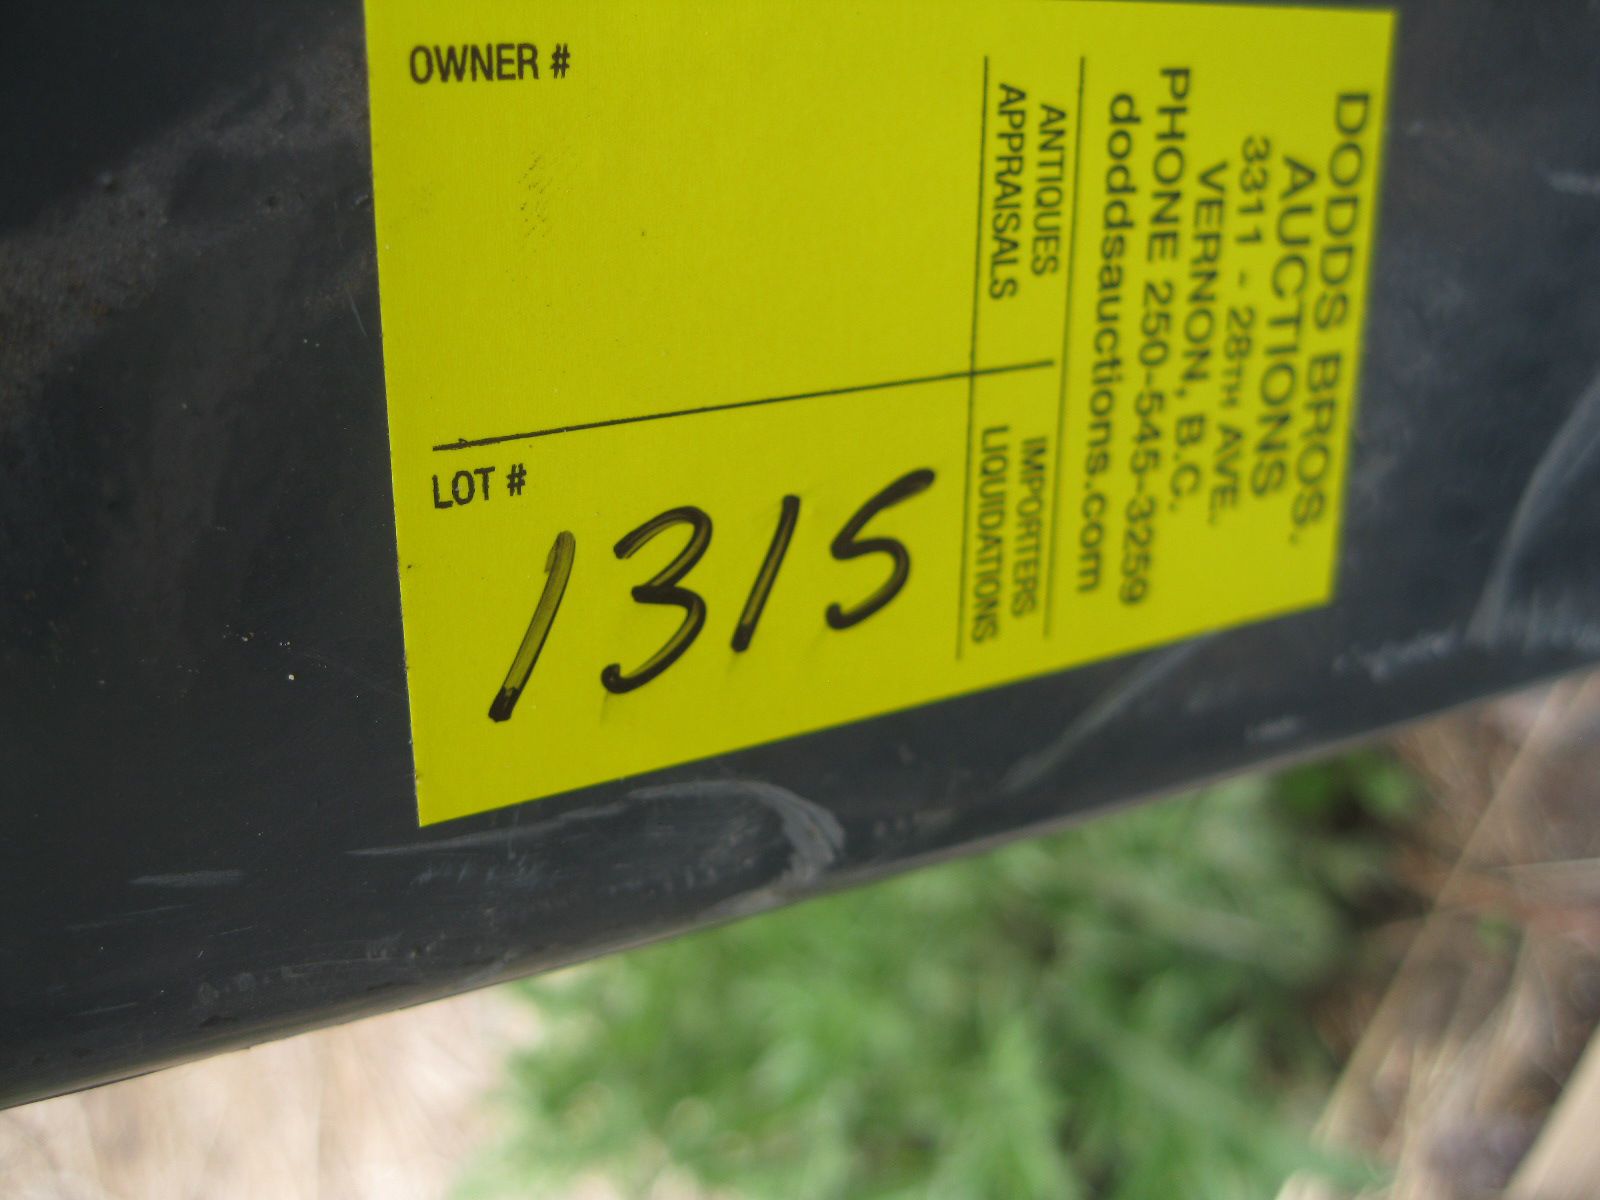 DODDS BROS.
AUCTIONS
3311 - 28TH AVE.
VERNON, B.C.
PHONE 250-545-3259
doddsauctions.com
ANTIQUES
APPRAISALS
IMPORTERS
LIQUIDATIONS
OWNER #
LOT #
1315